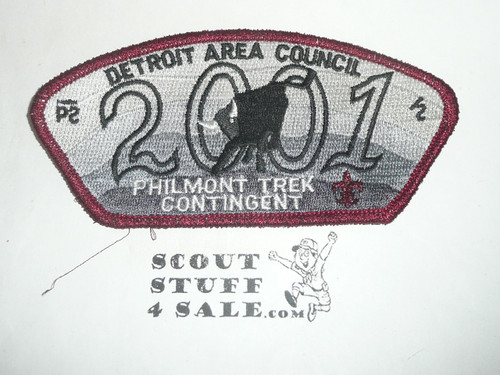 DETROIT AREA COUNCIL
2001
PHILMONT TREK
CONTINGENT
SCOUT
STUFF
4 SALE.COM